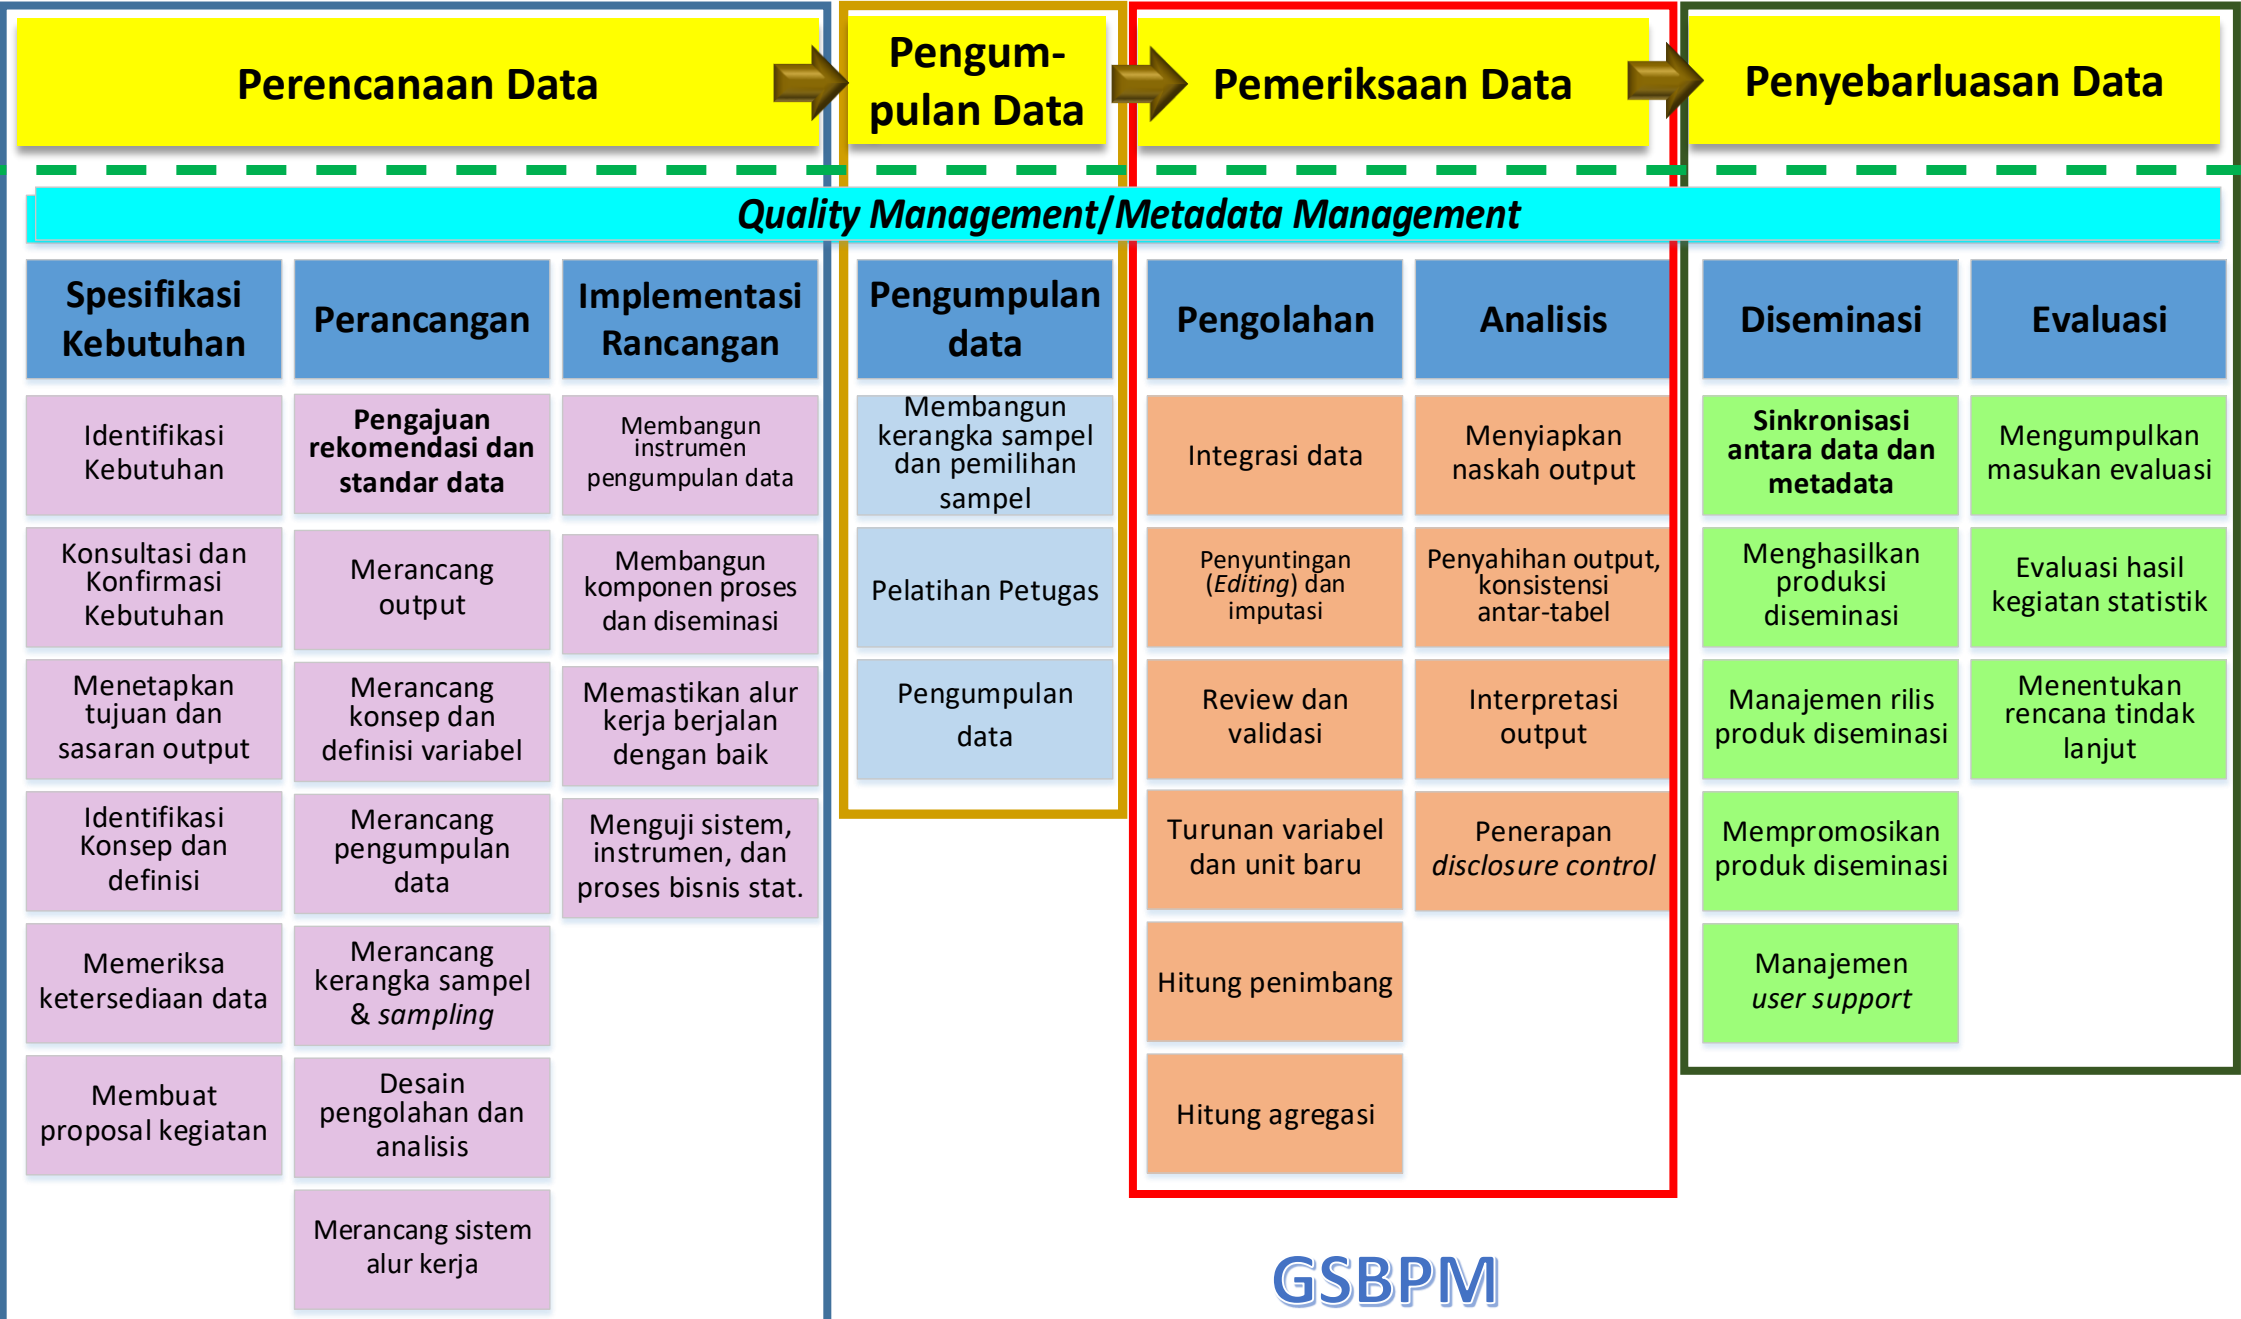 Perencanaan Data
Pengum-
pulan Data
Pemeriksaan Data
Penyebarluasan Data
Quality Management/Metadata Management
Spesifikasi
Kebutuhan
Identifikasi
Kebutuhan
Konsultasi dan
Konfirmasi
Kebutuhan
Menetapkan
tujuan dan
sasaran output
Identifikasi
Konsep dan
definisi
Memeriksa
ketersediaan data
Membuat
proposal kegiatan
Perancangan
Pengajuan
rekomendasi dan
standar data
Merancang
output
Merancang
konsep dan
definisi variabel
Merancang
pengumpulan
data
Merancang
kerangka sampel
& sampling
Desain
pengolahan dan
analisis
Merancang sistem
alur kerja
Implementasi
Rancangan
Membangun
instrumen
pengumpulan data
Membangun
komponen proses
dan diseminasi
Memastikan alur
kerja berjalan
dengan baik
Menguji sistem,
instrumen, dan
proses bisnis stat.
Pengumpulan
data
Membangun
kerangka sampel
dan pemilihan
sampel
Pelatihan Petugas
Pengumpulan
data
Pengolahan
Integrasi data
Penyuntingan
(Editing) dan
imputasi
Review dan
validasi
Turunan variabel
dan unit baru
Hitung penimbang
Hitung agregasi
Analisis
Menyiapkan
naskah output
Penyahihan output,
konsistensi
antar-tabel
Interpretasi
output
Penerapan
disclosure control
Diseminasi
Sinkronisasi
antara data dan
metadata
Menghasilkan
produksi
diseminasi
Manajemen rilis
produk diseminasi
Mempromosikan
produk diseminasi
Manajemen
user support
Evaluasi
Mengumpulkan
masukan evaluasi
Evaluasi hasil
kegiatan statistik
Menentukan
rencana tindak
lanjut
GSBPM